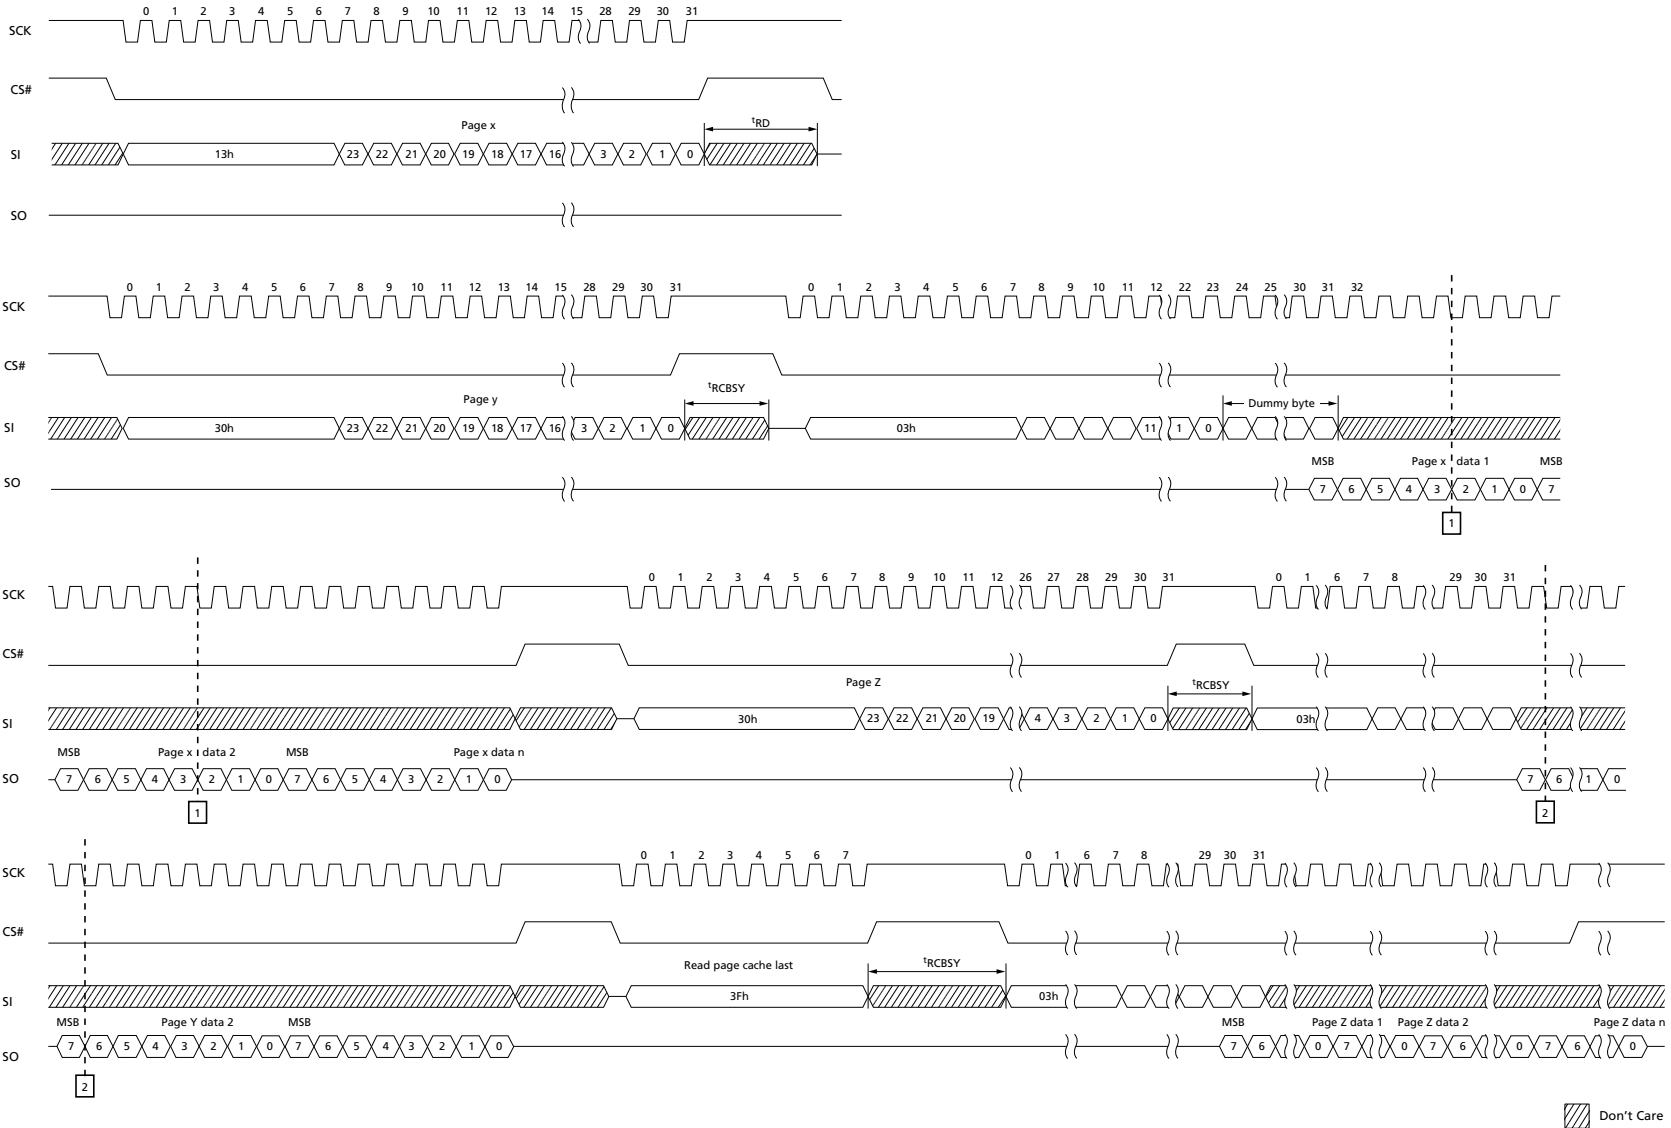 0 1 2 3 4 5 6 7 8 9 10 11 12 13 14 15 28 29 30 31
SCK
CS#
Page x
tRD
SI 13h 23 22 21 20 19 18 17 16 3 2 1 0
SO
0 1 2 3 4 5 6 7 8 9 10 11 12 13 14 15 28 29 30 31 0 1 2 3 4 5 6 7 8 9 10 11 12 22 23 24 25 30 31 32
SCK
CS#
Page y tRCBSY Dummy byte
SI 30h 23 22 21 20 19 18 17 16 3 2 1 0 03h 11 1 0
MSB Page x data 1 MSB
SO 7 6 5 4 3 2 1 0 7
1
0 1 2 3 4 5 6 7 8 9 10 11 12 26 27 28 29 30 31 0 1 6 7 8 29 30 31
SCK
CS#
Page Z tRCBSY
SI 30h 23 22 21 20 19 4 3 2 1 0 03h
MSB Page x data 2 MSB Page x data n
SO 7 6 5 4 3 2 1 0 7 6 5 4 3 2 1 0 7 6 1 0
1 2
0 1 2 3 4 5 6 7 0 1 6 7 8 29 30 31
SCK
CS#
Read page cache last tRCBSY
SI 3Fh 03h
MSB Page Y data 2 MSB MSB Page Z data 1 Page Z data 2 Page Z data n
SO 7 6 5 4 3 2 1 0 7 6 5 4 3 2 1 0 7 6 0 7 0 7 6 0 7 6 0
2
Don't Care